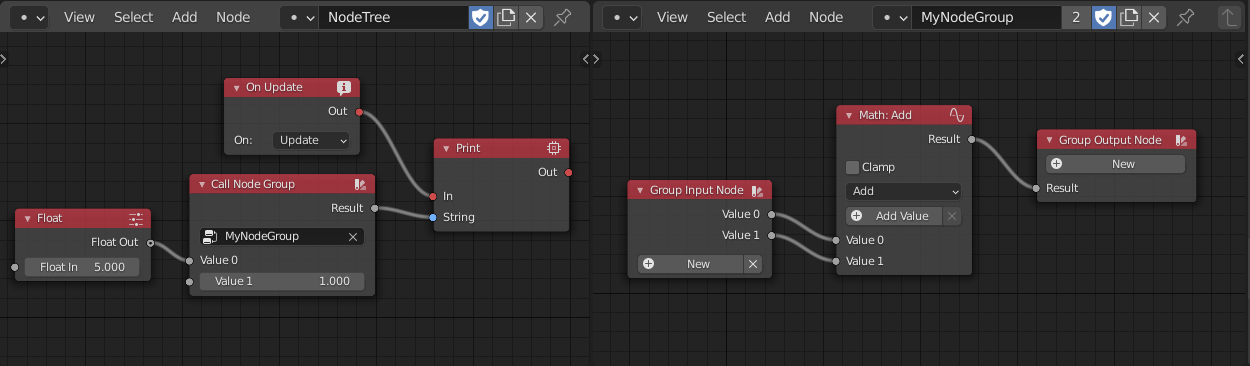 View Select Add Node NodeTree
On Update
Out
On: Update
Print
Out
In
String
Call Node Group
Result
MyNodeGroup
Value 0
Value 1 1.000
Float
Float Out
Float In 5.000
View Select Add Node MyNodeGroup 2
Group Input Node
Value 0
Value 1
New
Math: Add
Result
Clamp
Add
Add Value
Value 0
Value 1
Group Output Node
New
Result